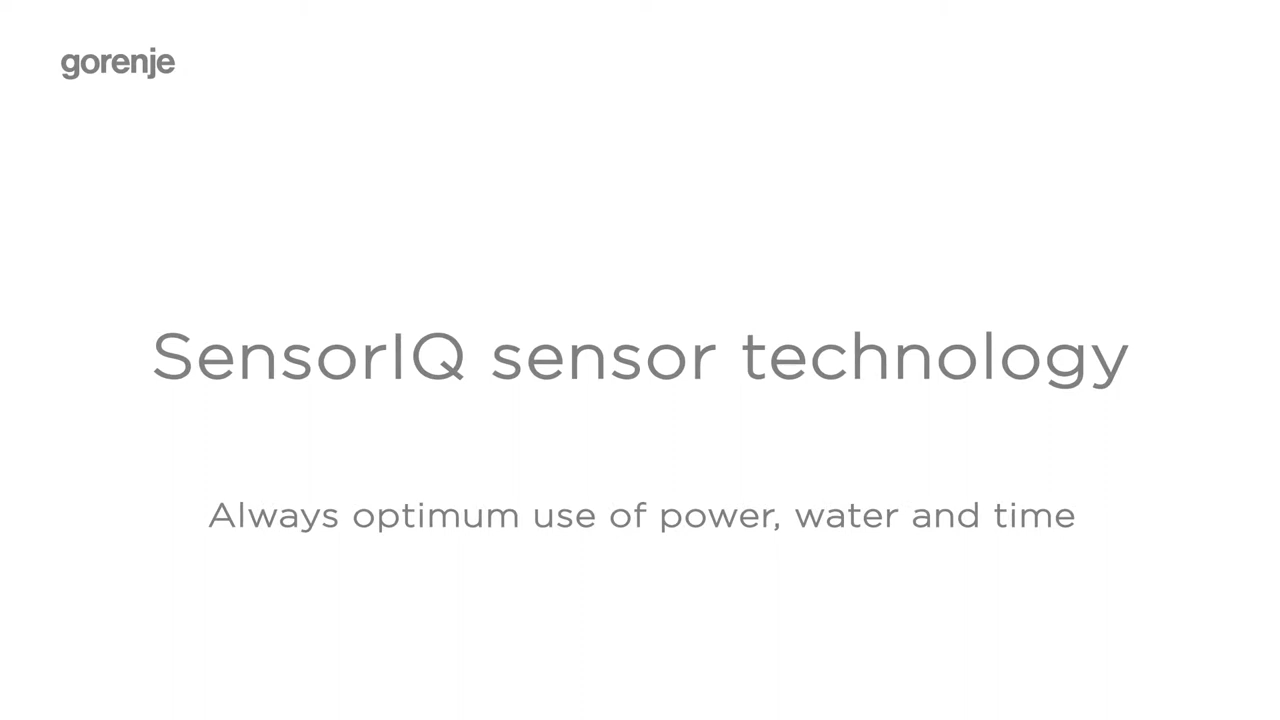 gorenje
SensorIQ sensor technology
Always optimum use of power, water and time